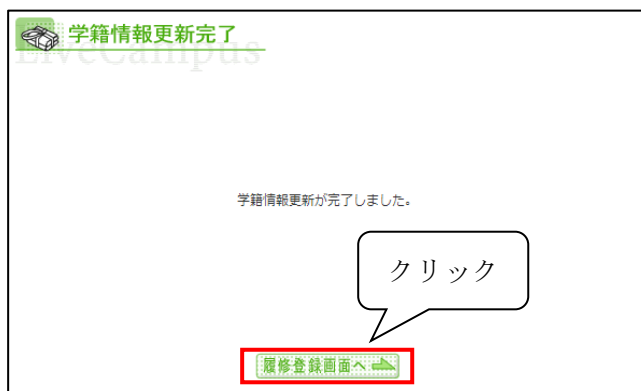 学籍情報更新完了
LiveCampus
学籍情報更新が完了しました。
クリック
履修登録画面へ